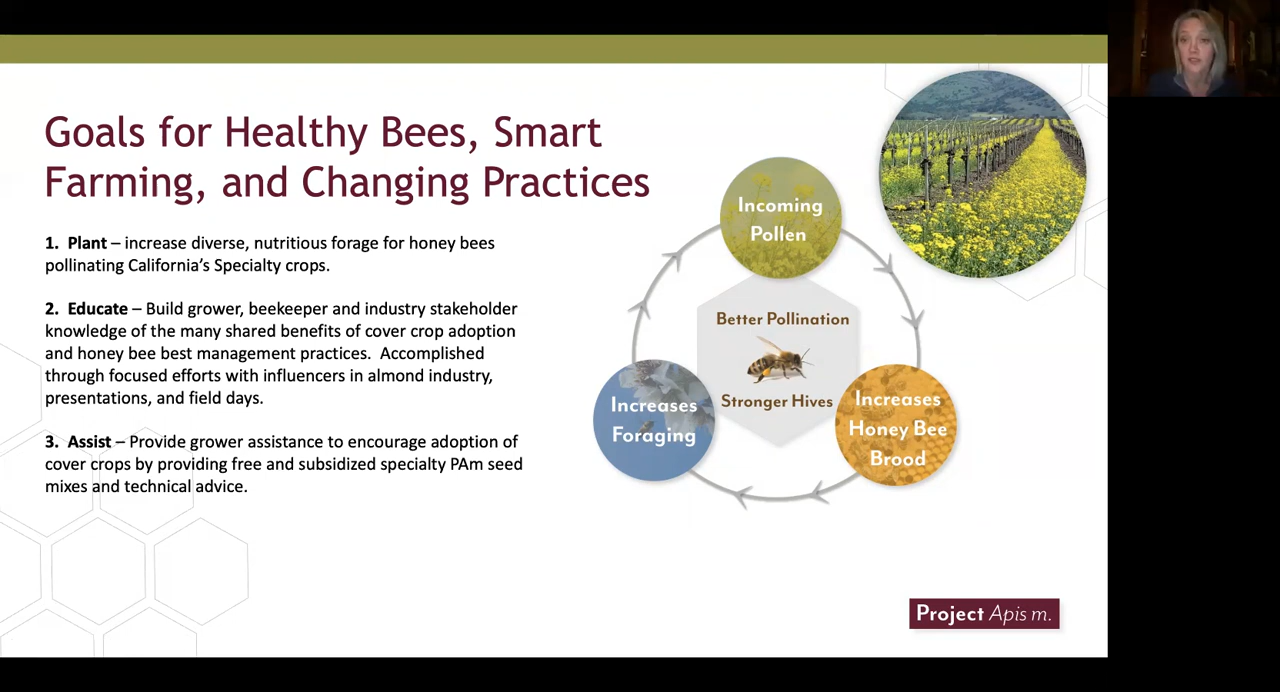 Goals for Healthy Bees, Smart
Farming, and Changing Practices
1. Plant – increase diverse, nutritious forage for honey bees
pollinating California’s Specialty crops.
2. Educate – Build grower, beekeeper and industry stakeholder
knowledge of the many shared benefits of cover crop adoption
and honey bee best management practices. Accomplished
through focused efforts with influencers in almond industry,
presentations, and field days.
3. Assist – Provide grower assistance to encourage adoption of
cover crops by providing free and subsidized specialty PAm seed
mixes and technical advice.
Incoming
Pollen
Better Pollination
Stronger Hives
Increases
Foraging
Increases
Honey Bee
Brood
Project Apis m.